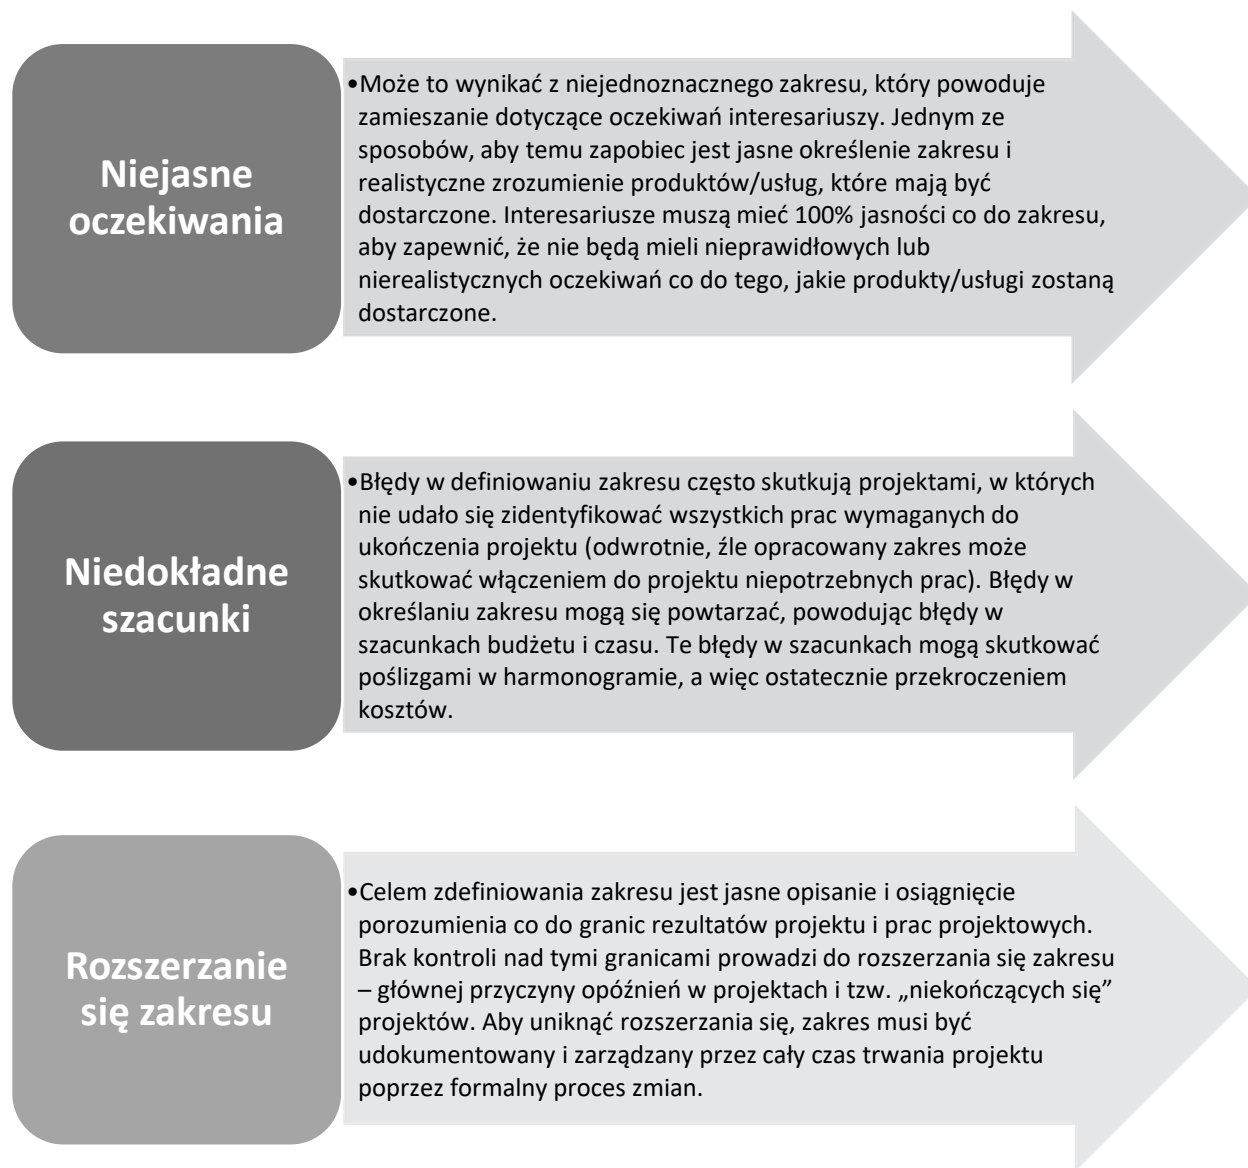 Niejasne
oczekiwania
•Może to wynikać z niejednoznacznego zakresu, który powoduje
zamieszanie dotyczące oczekiwań interesariuszy. Jednym ze
sposobów, aby temu zapobiec jest jasne określenie zakresu i
realistyczne zrozumienie produktów/usług, które mają być
dostarczone. Interesariusze muszą mieć 100% jasności co do zakresu,
aby zapewnić, że nie będą mieli nieprawidłowych lub
nierealistycznych oczekiwań co do tego, jakie produkty/usługi zostaną
dostarczone.
Niedokładne
szacunki
•Błędy w definiowaniu zakresu często skutkują projektami, w których
nie udało się zidentyfikować wszystkich prac wymaganych do
ukończenia projektu (odwrotnie, źle opracowany zakres może
skutkować włączeniem do projektu niepotrzebnych prac). Błędy w
określaniu zakresu mogą się powtarzać, powodując błędy w
szacunkach budżetu i czasu. Te błędy w szacunkach mogą skutkować
poślizgami w harmonogramie, a więc ostatecznie przekroczeniem
kosztów.
Rozszerzanie
się zakresu
•Celem zdefiniowania zakresu jest jasne opisanie i osiągnięcie
porozumienia co do granic rezultatów projektu i prac projektowych.
Brak kontroli nad tymi granicami prowadzi do rozszerzania się zakresu
– głównej przyczyny opóźnień w projektach i tzw. „niekończących się”
projektów. Aby uniknąć rozszerzania się, zakres musi być
udokumentowany i zarządzany przez cały czas trwania projektu
poprzez formalny proces zmian.